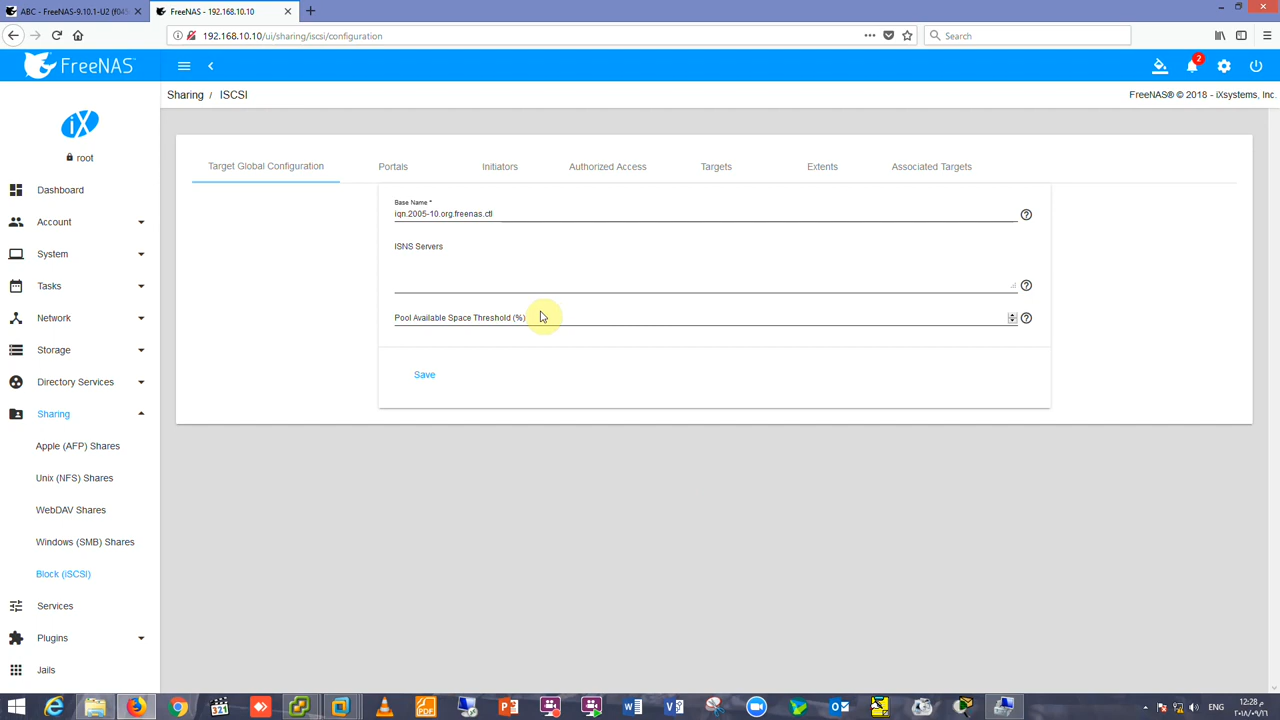 ABC - FreeNAS-9.10.1-U2 (f045
FreeNAS - 192.168.10.10
192.168.10.10/ui/sharing/iscsi/configuration
Search
FreeNAS
2
Sharing / ISCSI
FreeNAS® © 2018 - iXsystems, Inc.
iX
root
Dashboard
Account
System
Tasks
Network
Storage
Directory Services
Sharing
Apple (AFP) Shares
Unix (NFS) Shares
WebDAV Shares
Windows (SMB) Shares
Block (iSCSI)
Services
Plugins
Jails
Target Global Configuration
Portals
Initiators
Authorized Access
Targets
Extents
Associated Targets
Base Name *
iqn.2005-10.org.freenas.ctl
ISNS Servers
Pool Available Space Threshold (%)
Save
ENG
12:28 م